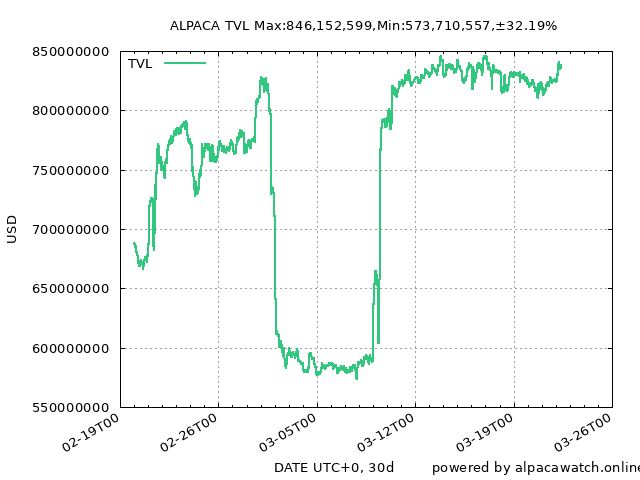 ALPACA TVL Max:846,152,599,Min:573,710,557,±32.19%
TVL
850000000
800000000
750000000
700000000
650000000
600000000
550000000
USD
02-19T00
02-26T00
03-05T00
03-12T00
03-19T00
03-26T00
DATE UTC+0, 30d
powered by alpacawatch.online